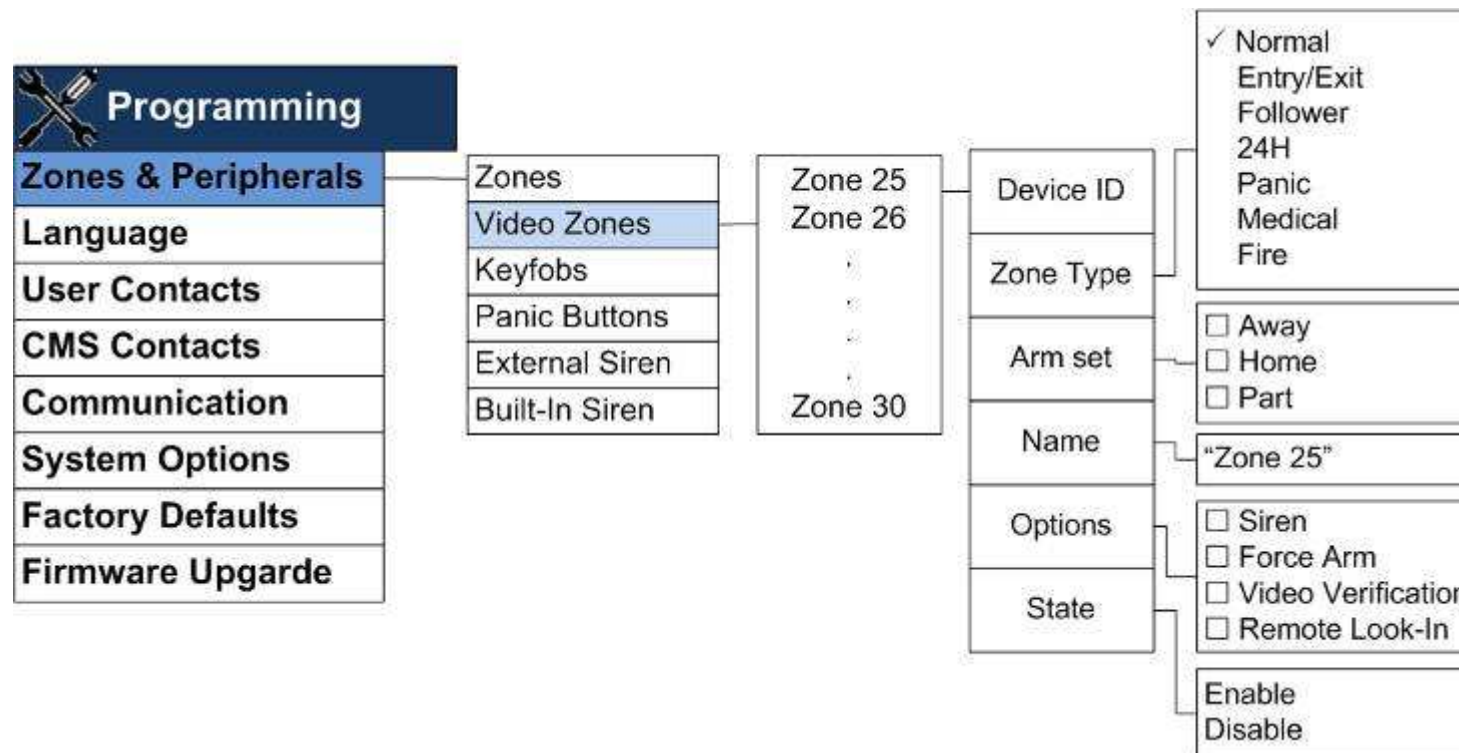 Programming
Zones & Peripherals
Language
User Contacts
CMS Contacts
Communication
System Options
Factory Defaults
Firmware Upgarde
Zones
Video Zones
Keyfobs
Panic Buttons
External Siren
Built-In Siren
Zone 25
Zone 26
.
.
.
.
Zone 30
Device ID
Zone Type
Arm set
Name
Options
State
✓ Normal
Entry/Exit
Follower
24H
Panic
Medical
Fire
☐ Away
☐ Home
☐ Part
“Zone 25”
☐ Siren
☐ Force Arm
☐ Video Verification
☐ Remote Look-In
Enable
Disable